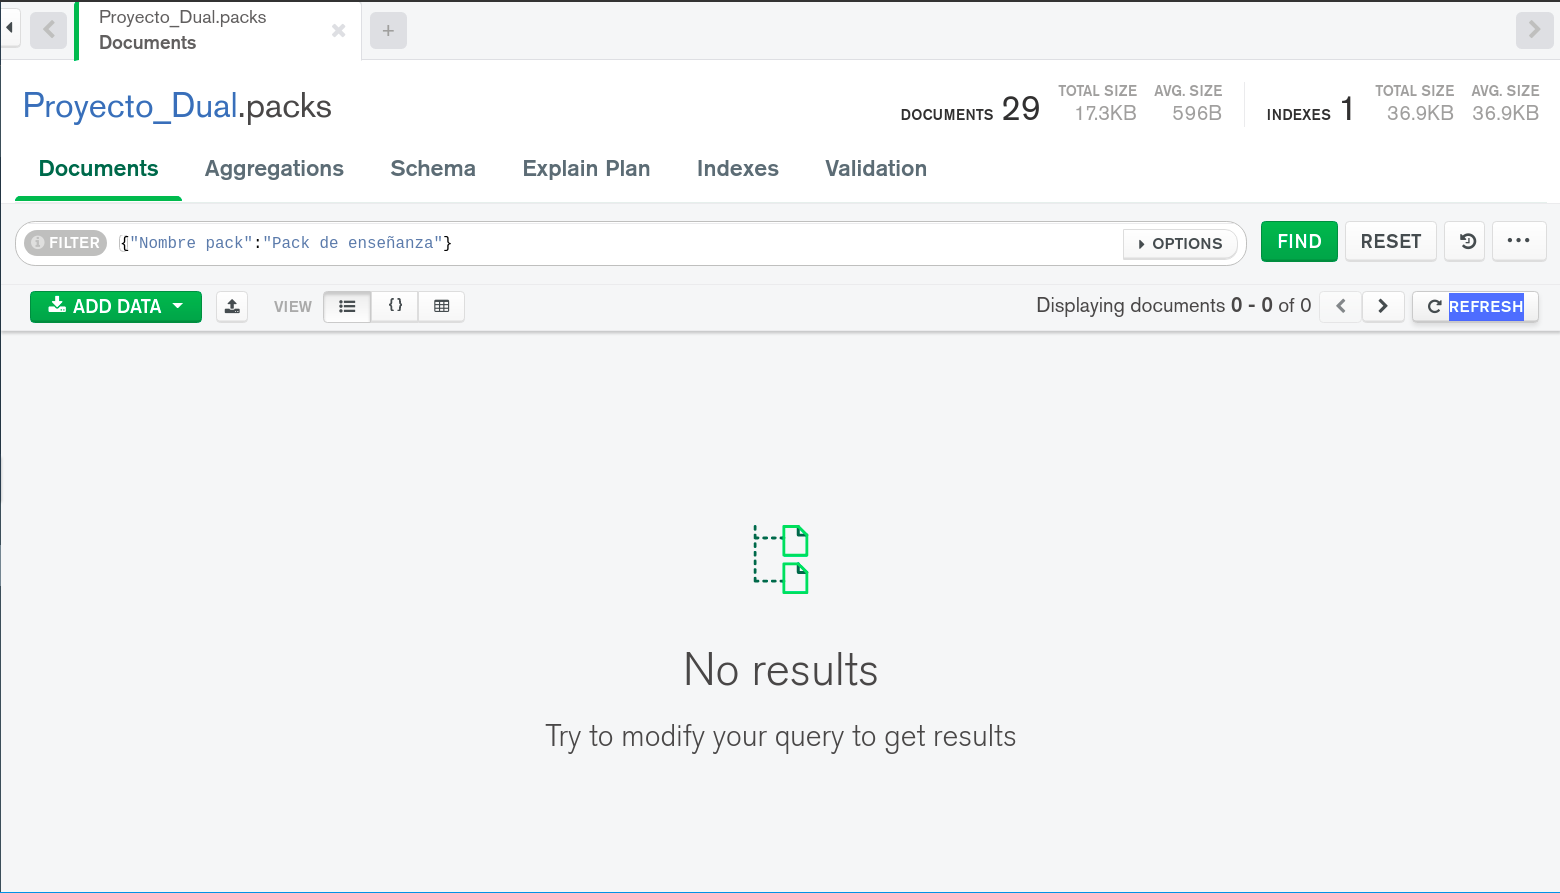 Proyecto_Dual.packs
Documents
Proyecto_Dual.packs
DOCUMENTS 29
TOTAL SIZE
17.3KB
AVG. SIZE
596B
INDEXES 1
TOTAL SIZE
36.9KB
AVG. SIZE
36.9KB
Documents Aggregations Schema Explain Plan Indexes Validation
FILTER {"Nombre pack":"Pack de enseñanza"} OPTIONS FIND RESET
ADD DATA VIEW {} Displaying documents 0 - 0 of 0 REFRESH
No results
Try to modify your query to get results